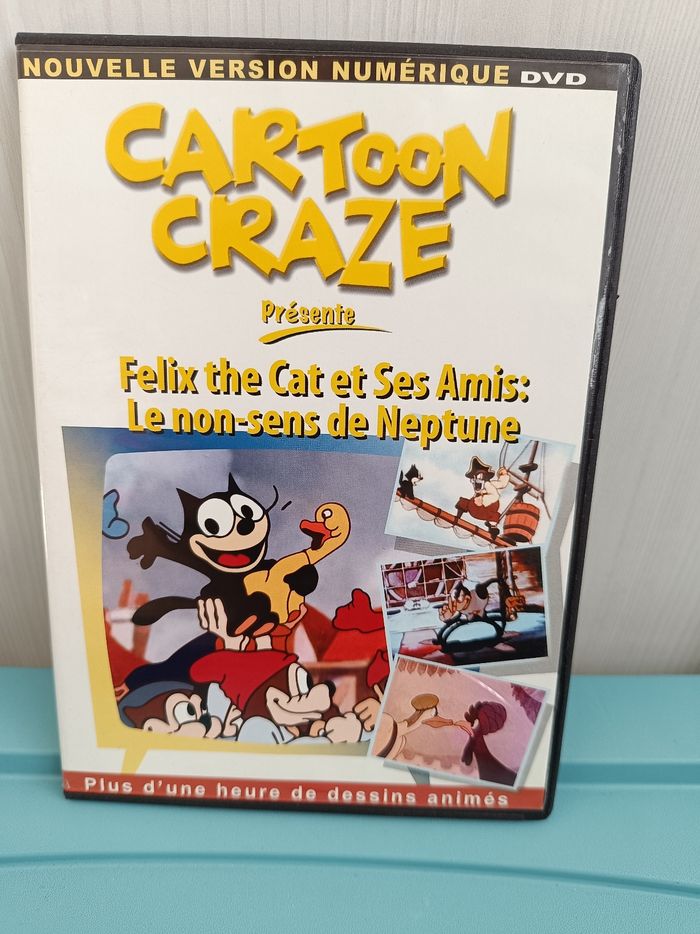 NOUVELLE VERSION NUMÉRIQUE DVD
CARTOON
CRAZE
Présente
Felix the Cat et Ses Amis:
Le non-sens de Neptune
Plus d'une heure de dessins animés